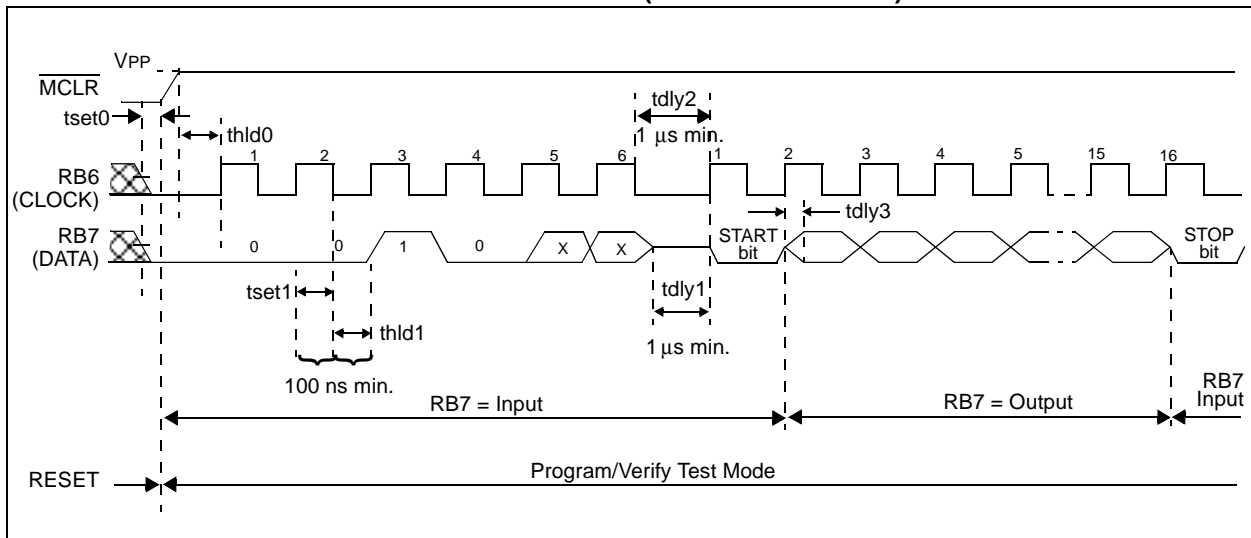 VPP
MCLR
tset0
thld0
tdly2
1 µs min.
1 2 3 4 5 6 1 2 3 4 5 15 16
RB6
(CLOCK)
tdly3
RB7
(DATA)
0 0 1 0 X X
START
bit
STOP
bit
tset1
thld1
tdly1
1 µs min.
100 ns min.
RB7 = Input
RB7 = Output
RB7
Input
RESET
Program/Verify Test Mode